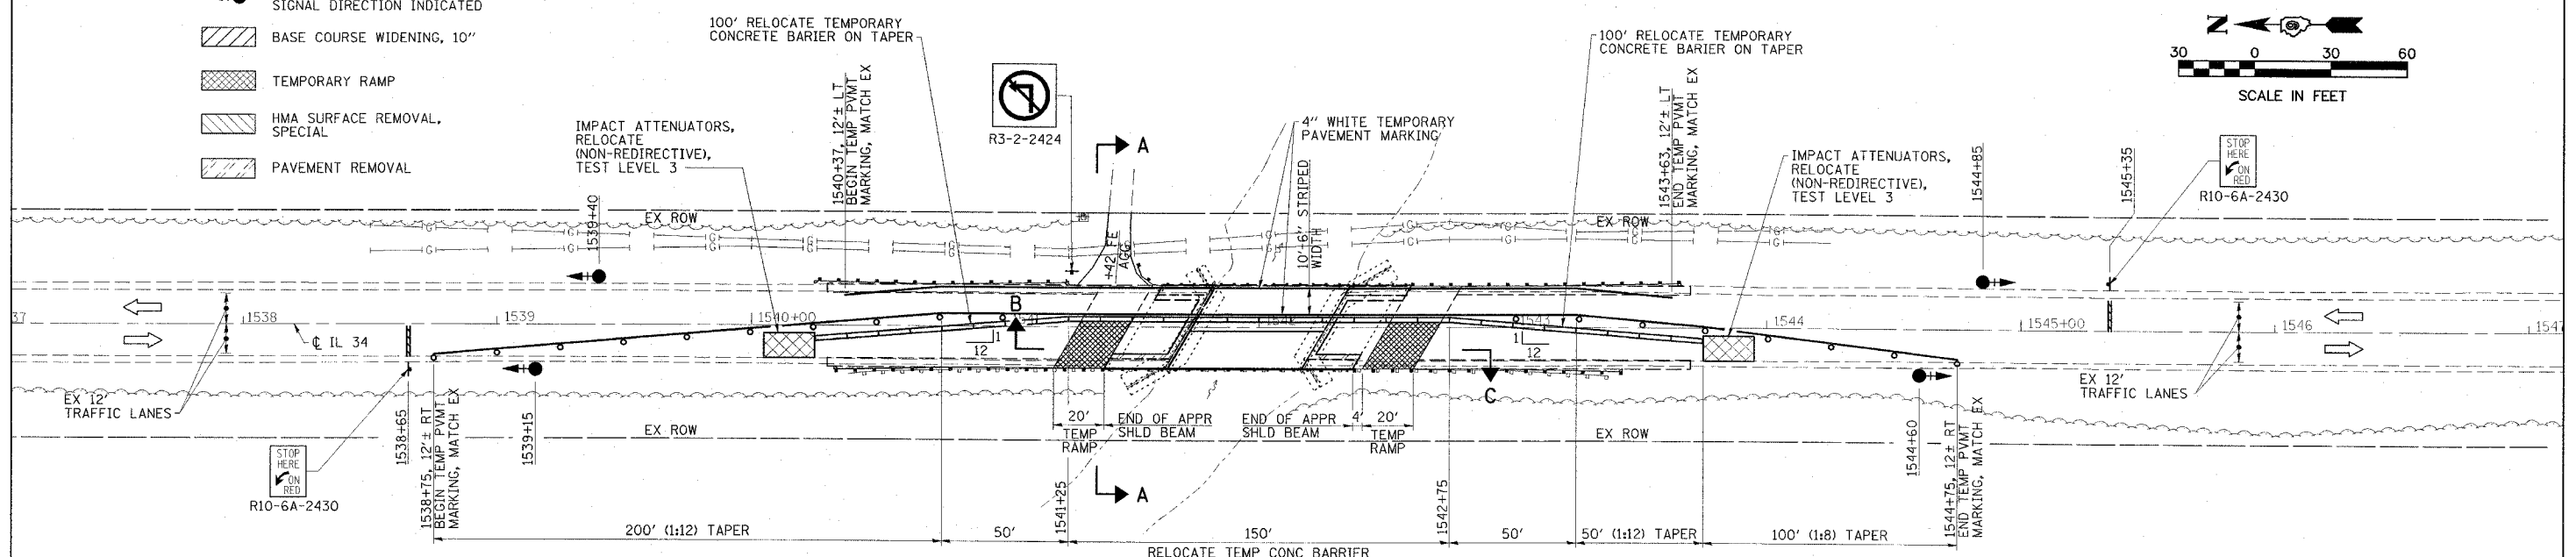 SIGNAL DIRECTION INDICATED
BASE COURSE WIDENING, 10"
TEMPORARY RAMP
HMA SURFACE REMOVAL,
SPECIAL
PAVEMENT REMOVAL
100' RELOCATE TEMPORARY
CONCRETE BARIER ON TAPER
IMPACT ATTENUATORS,
RELOCATE
(NON-REDIRECTIVE),
TEST LEVEL 3
1540+37, 12'± LT
BEGIN TEMP PVMT
MARKING, MATCH EX
R3-2-2424
A
4" WHITE TEMPORARY
PAVEMENT MARKING
10'-6" STRIPED
WIDTH
100' RELOCATE TEMPORARY
CONCRETE BARIER ON TAPER
1543+63, 12'± LT
END TEMP PVMT
MARKING, MATCH EX
IMPACT ATTENUATORS,
RELOCATE
(NON-REDIRECTIVE),
TEST LEVEL 3
1544+85
1545+35
STOP
HERE
ON
RED
R10-6A-2430
N
30 0 30 60
SCALE IN FEET
1539+40
EX ROW
EX ROW
G G G G G G G G G
G G G G G G G G G
+42 FE
AGG
37 1538 1539 1540+00 1542 1543 1544 1545+00 1546 1547
℄ IL 34
B
1
12
1
12
C
EX 12'
TRAFFIC LANES
EX 12'
TRAFFIC LANES
1538+65
1538+75, 12'± RT
BEGIN TEMP PVMT
MARKING, MATCH EX
1539+15
STOP
HERE
ON
RED
R10-6A-2430
EX ROW
EX ROW
20'
TEMP
RAMP
END OF APPR
SHLD BEAM
END OF APPR
SHLD BEAM
4'
20'
TEMP
RAMP
A
1541+25
1542+75
1544+60
1544+75, 12'± RT
END TEMP PVMT
MARKING, MATCH EX
200' (1:12) TAPER
50'
150'
50'
50' (1:12) TAPER
100' (1:8) TAPER
RELOCATE TEMP CONC BARRIER